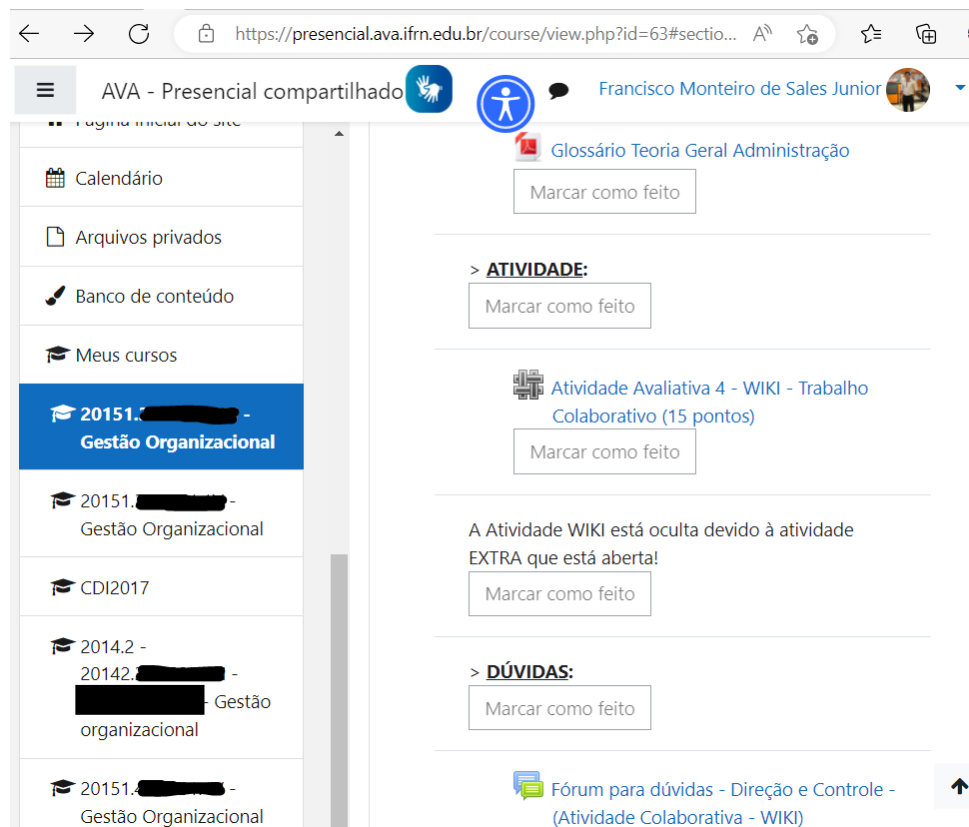 https://presencial.ava.ifrn.edu.br/course/view.php?id=63#sectio...
AVA - Presencial compartilhado
Francisco Monteiro de Sales Junior
Página inicial do site
Calendário
Arquivos privados
Banco de conteúdo
Meus cursos
20151. -
Gestão Organizacional
20151. -
Gestão Organizacional
CDI2017
2014.2 -
20142. -
- Gestão
organizacional
20151. -
Gestão Organizacional
Glossário Teoria Geral Administração
Marcar como feito
> ATIVIDADE:
Marcar como feito
Atividade Avaliativa 4 - WIKI - Trabalho
Colaborativo (15 pontos)
Marcar como feito
A Atividade WIKI está oculta devido à atividade
EXTRA que está aberta!
Marcar como feito
> DÚVIDAS:
Marcar como feito
Fórum para dúvidas - Direção e Controle -
(Atividade Colaborativa - WIKI)